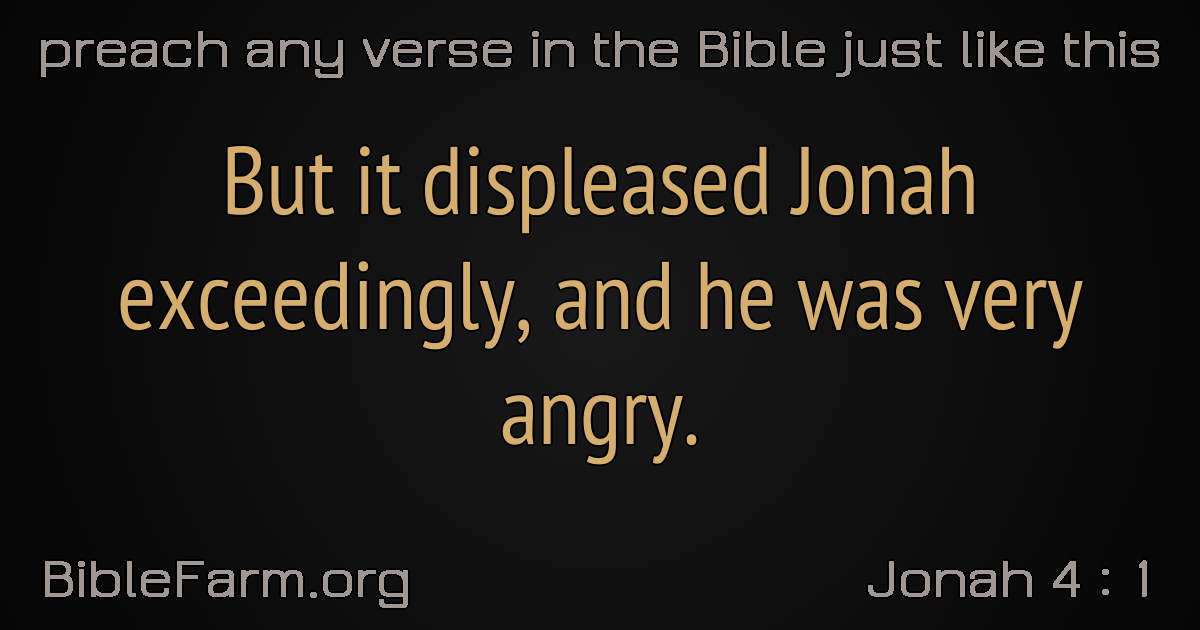 preach any verse in the Bible just like this
But it displeased Jonah
exceedingly, and he was very
angry.
BibleFarm.org
Jonah 4 : 1